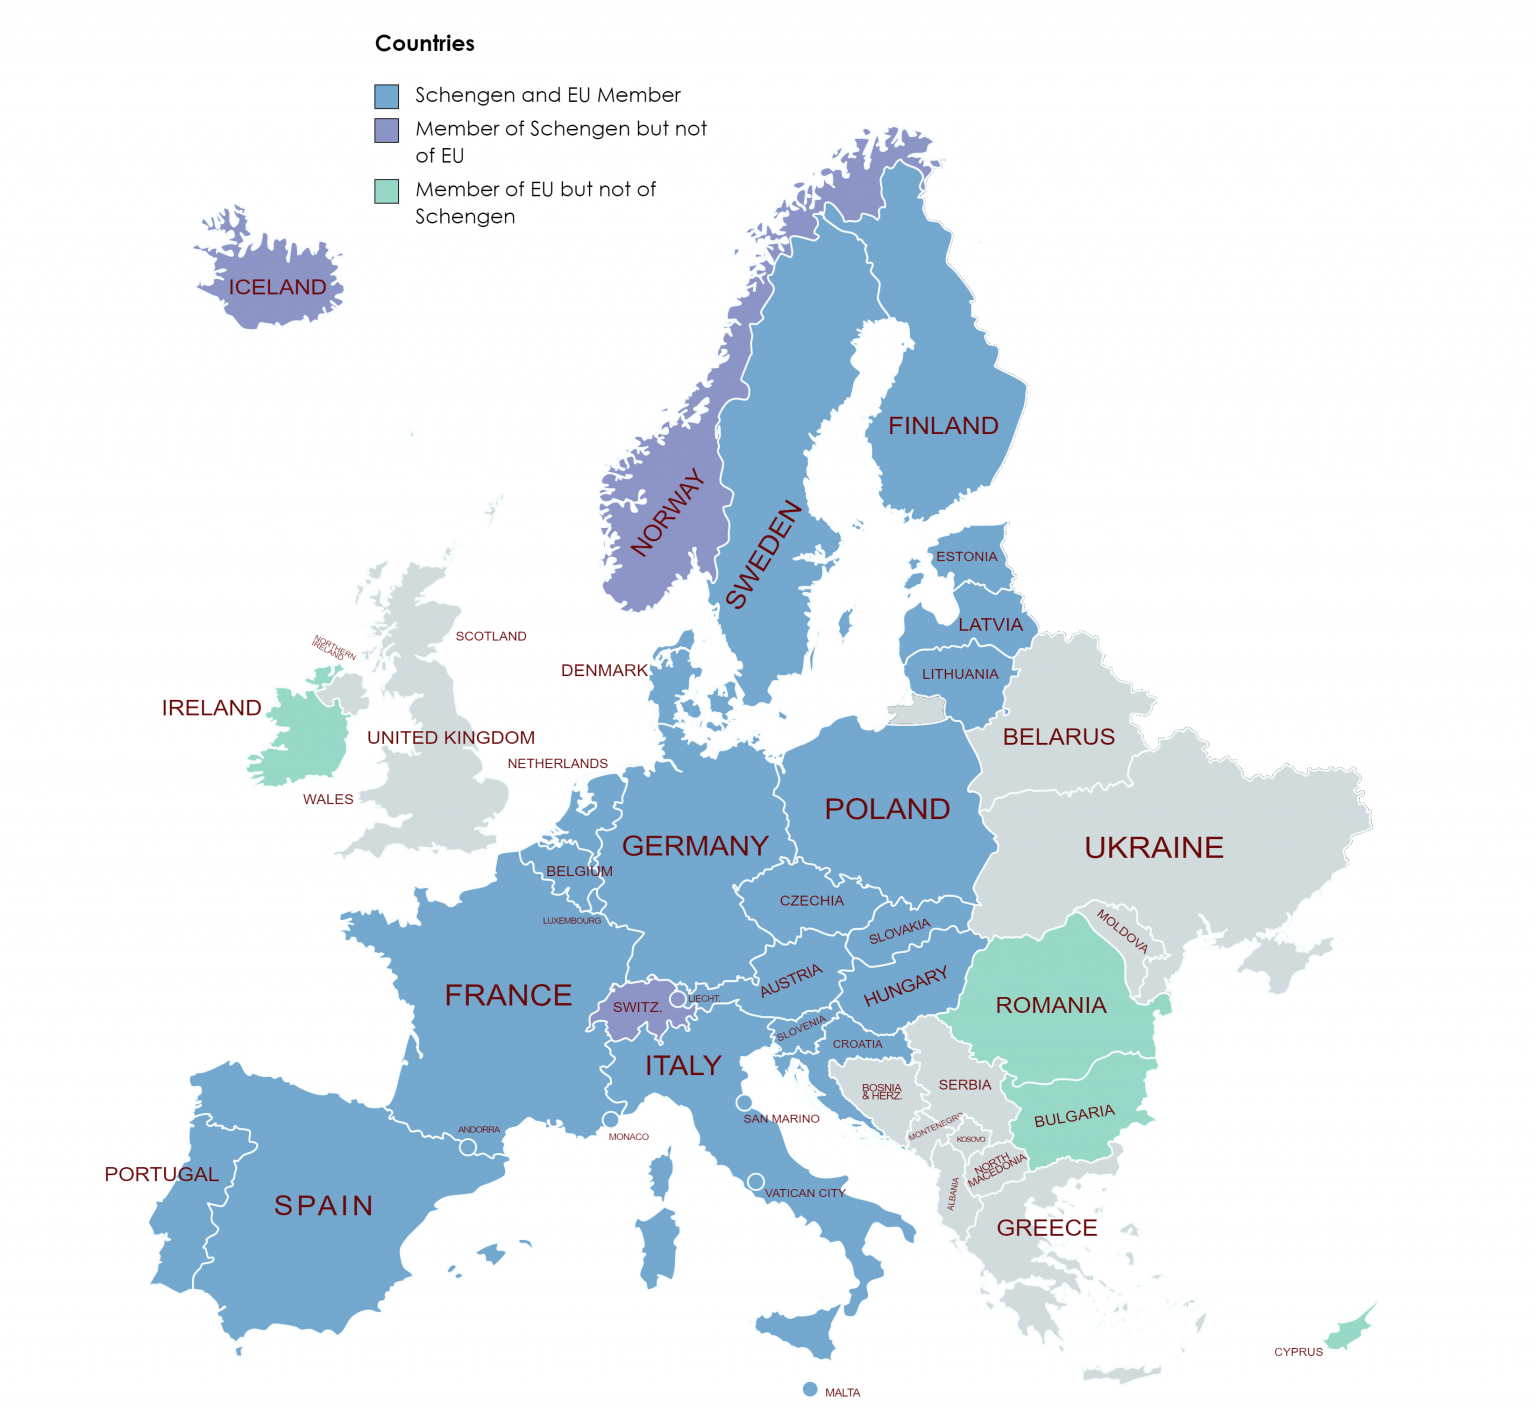 Countries
Schengen and EU Member
Member of Schengen but not
of EU
Member of EU but not of
Schengen
ICELAND
FINLAND
NORWAY
SWEDEN
ESTONIA
LATVIA
LITHUANIA
SCOTLAND
NORTHERN
IRELAND
DENMARK
IRELAND
UNITED KINGDOM
BELARUS
NETHERLANDS
WALES
POLAND
GERMANY
UKRAINE
BELGIUM
CZECHIA
LUXEMBOURG
SLOVAKIA
MOLDOVA
AUSTRIA
HUNGARY
FRANCE
LIECHT.
SWITZ.
ROMANIA
SLOVENIA
CROATIA
ITALY
BOSNIA
& HERZ.
SERBIA
SAN MARINO
BULGARIA
MONTENEGRO
ANDORRA
MONACO
KOSOVO
NORTH
MACEDONIA
PORTUGAL
SPAIN
VATICAN CITY
ALBANIA
GREECE
CYPRUS
MALTA